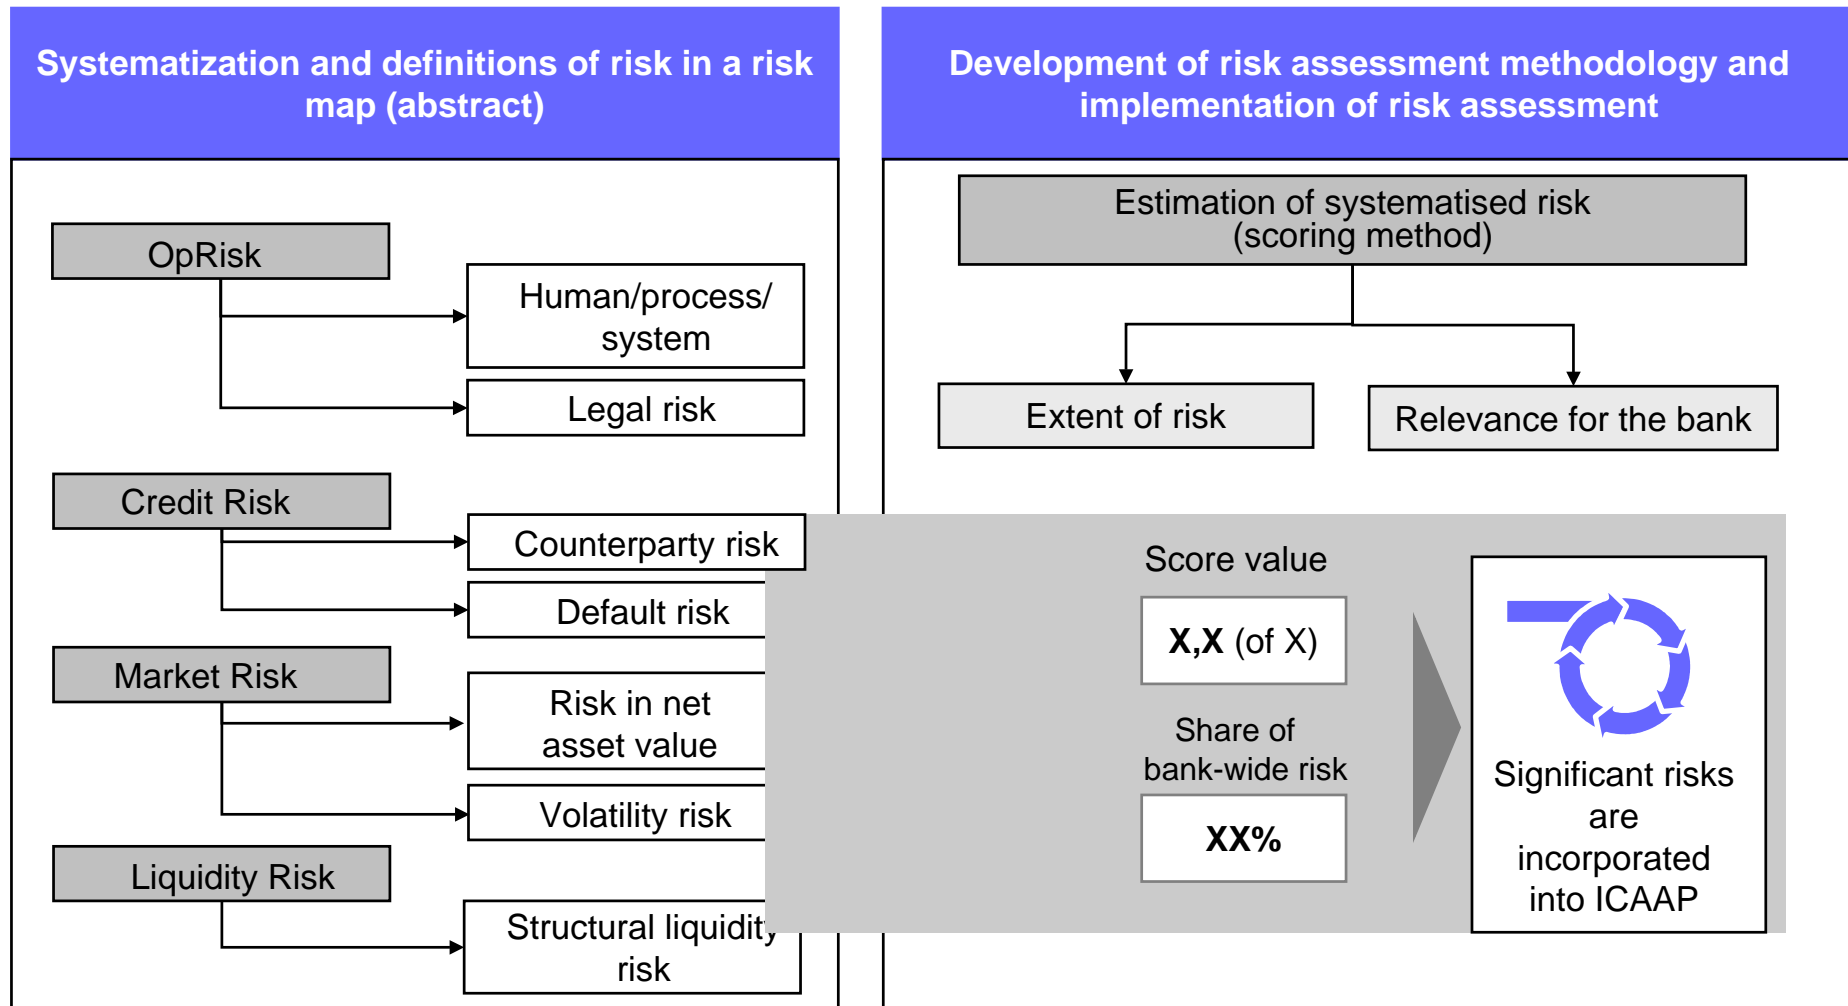 Systematization and definitions of risk in a risk
map (abstract)
OpRisk
Human/process/
system
Legal risk
Credit Risk
Counterparty risk
Default risk
Market Risk
Risk in net
asset value
Volatility risk
Liquidity Risk
Structural liquidity
risk
Development of risk assessment methodology and
implementation of risk assessment
Estimation of systematised risk
(scoring method)
Extent of risk
Relevance for the bank
Score value
X,X (of X)
Share of
bank-wide risk
XX%
Significant risks
are
incorporated
into ICAAP